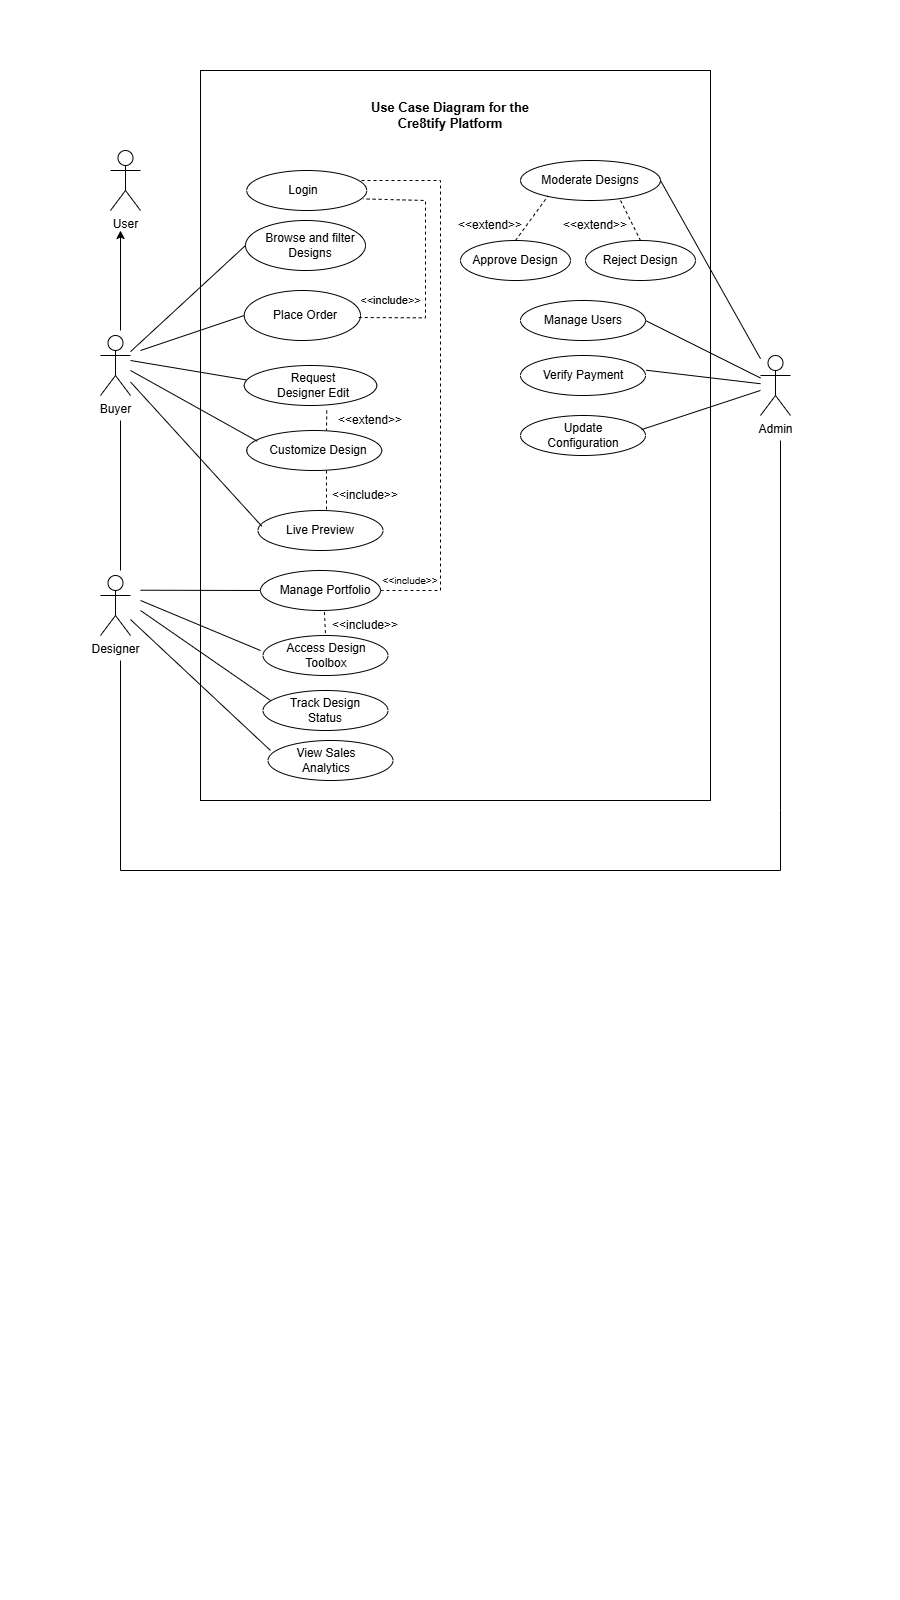 Use Case Diagram for the
Cre8tify Platform
User
Login
Browse and filter
Designs
Place Order
<<include>>
Buyer
Request
Designer Edit
<<extend>>
Customize Design
<<include>>
Live Preview
Manage Portfolio
<<include>>
<<include>>
Designer
Access Design
Toolbox
Track Design
Status
View Sales
Analytics
Moderate Designs
<<extend>>
<<extend>>
Approve Design
Reject Design
Manage Users
Verify Payment
Update
Configuration
Admin